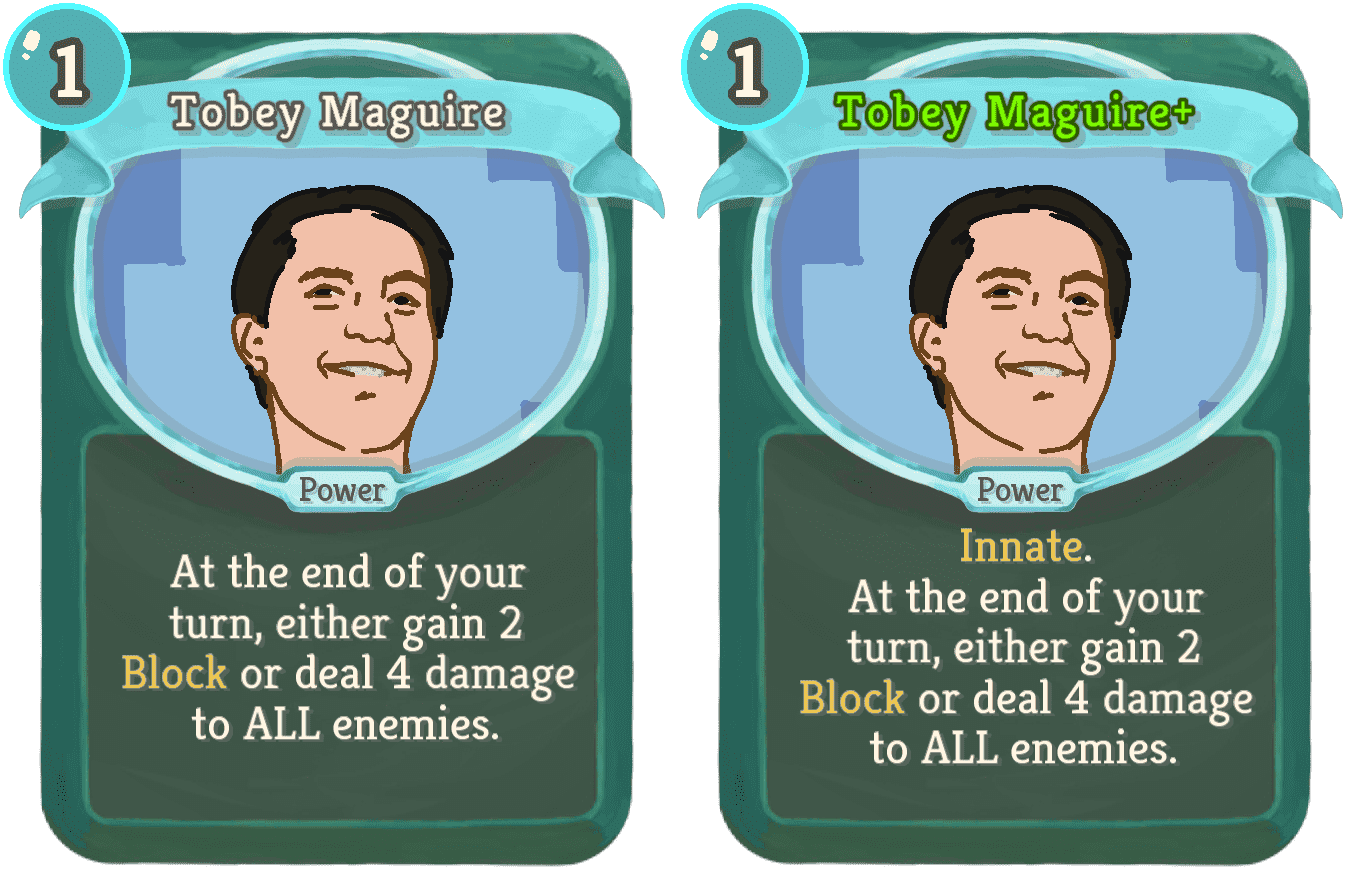 1
Tobey Maguire
Power
At the end of your
turn, either gain 2
Block or deal 4 damage
to ALL enemies.
1
Tobey Maguire+
Power
Innate.
At the end of your
turn, either gain 2
Block or deal 4 damage
to ALL enemies.